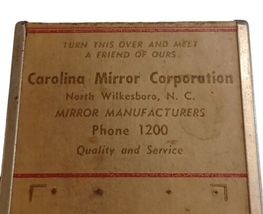 TURN THIS OVER AND MEET
A FRIEND OF OURS
Carolina Mirror Corporation
North Wilkesboro, N. C.
MIRROR MANUFACTURERS
Phone 1200
Quality and Service